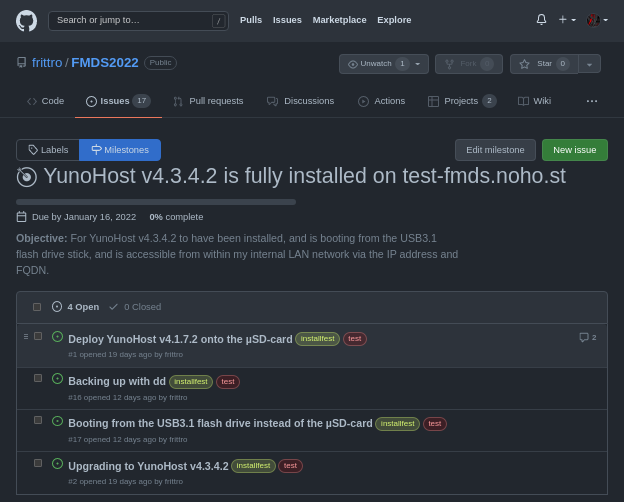 Search or jump to…
/
Pulls
Issues
Marketplace
Explore
frittro / FMDS2022
Public
Unwatch 1
Fork 0
Star 0
Code
Issues 17
Pull requests
Discussions
Actions
Projects 2
Wiki
Labels
Milestones
Edit milestone
New issue
YunoHost v4.3.4.2 is fully installed on test-fmds.noho.st
Due by January 16, 2022 0% complete
Objective: For YunoHost v4.3.4.2 to have been installed, and is booting from the USB3.1
flash drive stick, and is accessible from within my internal LAN network via the IP address and
FQDN.
4 Open
0 Closed
Deploy YunoHost v4.1.7.2 onto the µSD-card installfest test
2
#1 opened 19 days ago by frittro
Backing up with dd installfest test
#16 opened 12 days ago by frittro
Booting from the USB3.1 flash drive instead of the µSD-card installfest test
#17 opened 12 days ago by frittro
Upgrading to YunoHost v4.3.4.2 installfest test
#2 opened 19 days ago by frittro